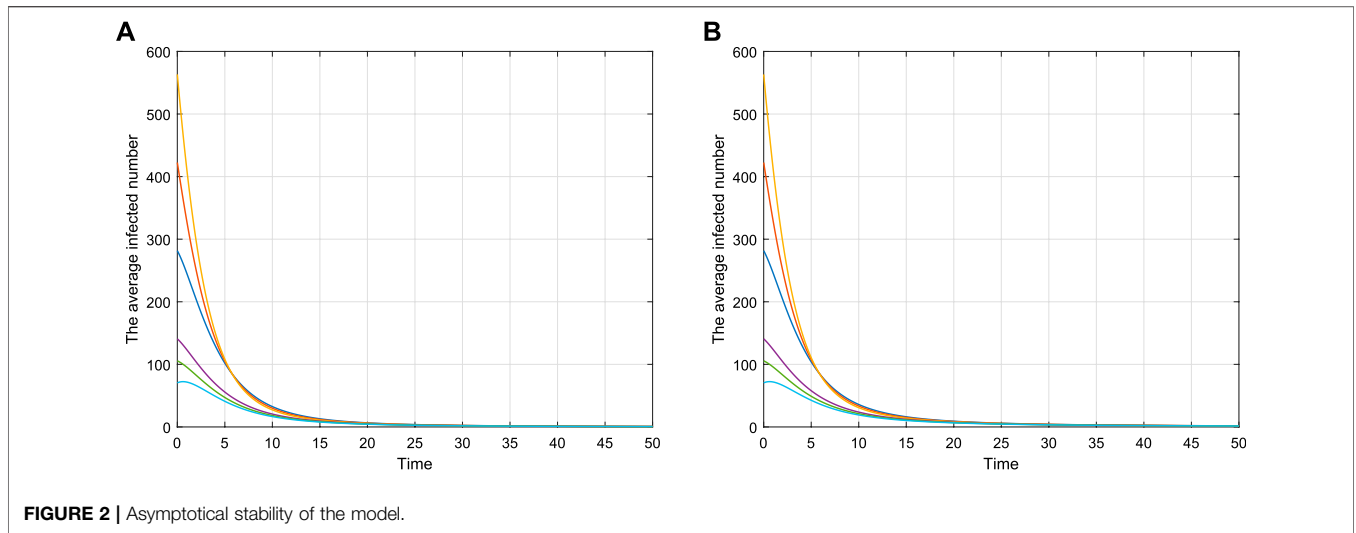 A
The average infected number
600
500
400
300
200
100
0
0 5 10 15 20 25 30 35 40 45 50
Time
B
The average infected number
600
500
400
300
200
100
0
0 5 10 15 20 25 30 35 40 45 50
Time
FIGURE 2 | Asymptotical stability of the model.